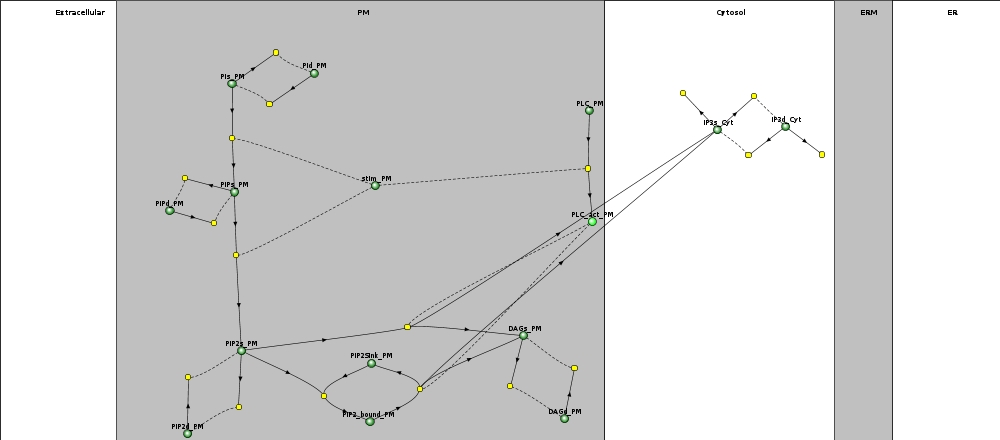 Extracellular PM Cytosol ERM ER
PIs_PM
PId_PM
PLC_PM
IP3s_Cyt
IP3d_Cyt
stim_PM
PIPs_PM
PIPd_PM
PLC_act_PM
DAGs_PM
PIP2s_PM
PIP2Sink_PM
PIP2_bound_PM
DAGd_PM
PIP2d_PM